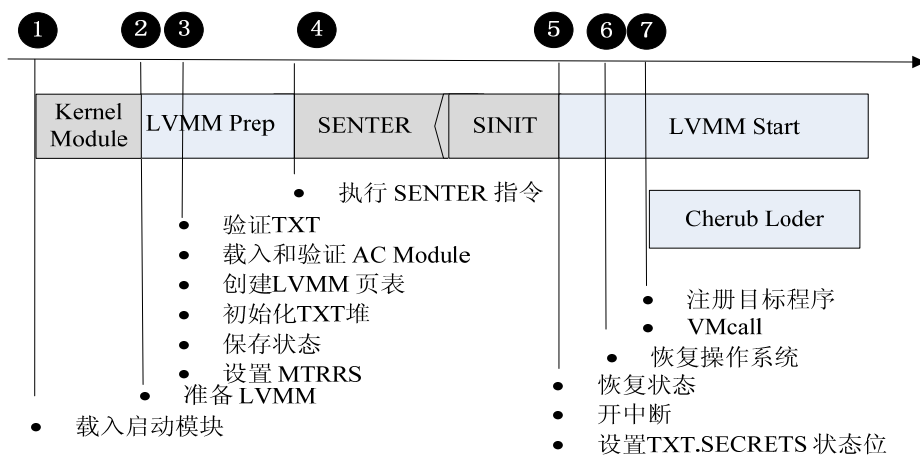 1 2 3 4 5 6 7
Kernel Module
LVMM Prep
SENTER
SINIT
LVMM Start
Cherub Loder
• 执行 SENTER 指令
• 验证TXT
• 载入和验证 AC Module
• 创建LVMM 页表
• 初始化TXT堆
• 保存状态
• 设置 MTRRS
• 准备 LVMM
• 载入启动模块
• 注册目标程序
• VMcall
• 恢复操作系统
• 恢复状态
• 开中断
• 设置TXT.SECRETS 状态位